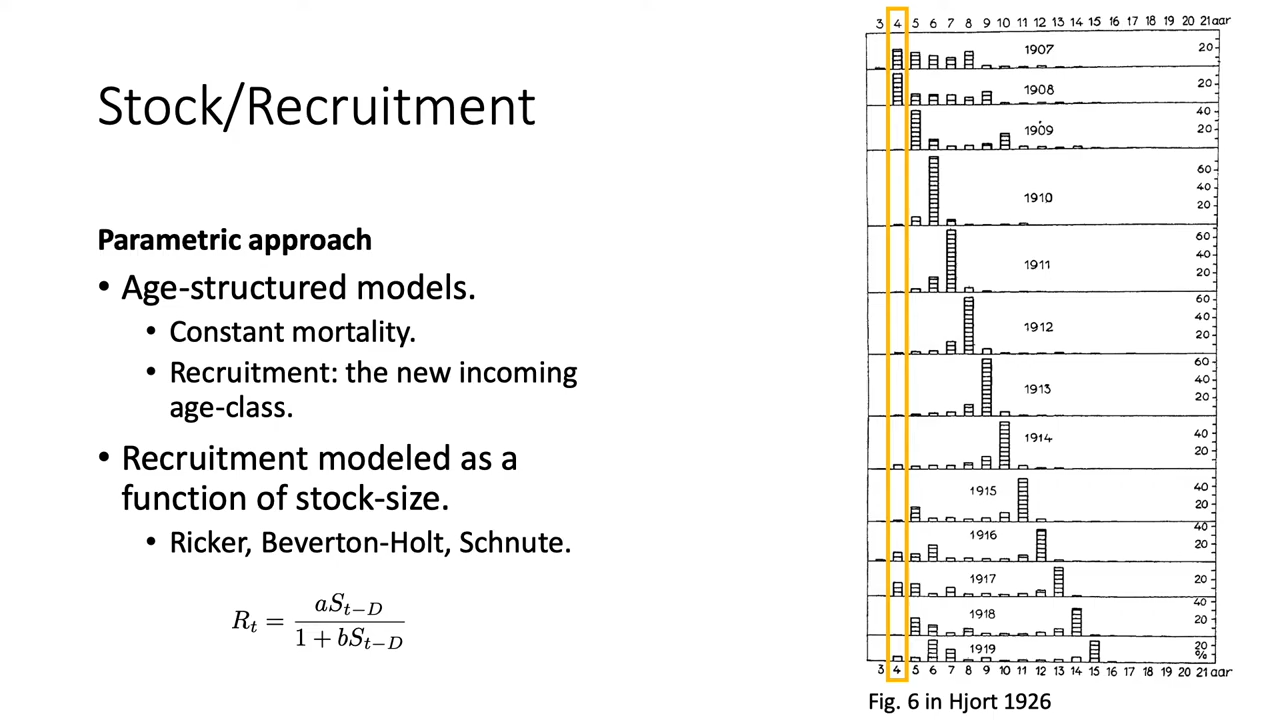 Stock/Recruitment
Parametric approach
• Age-structured models.
• Constant mortality.
• Recruitment: the new incoming
age-class.
• Recruitment modeled as a
function of stock-size.
• Ricker, Beverton-Holt, Schnute.
R_t = aS_{t−D} / 1 + bS_{t−D}
3 4 5 6 7 8 9 10 11 12 13 14 15 16 17 18 19 20 21 aar
1907 20
1908 20
40
1909 20
60
40
1910 20
60
1911 40
20
60
1912 40
20
60
1913 40
20
1914 40
20
1915 40
20
1916 40
20
1917 20
40
1918 20
1919 20
%
3 4 5 6 7 8 9 10 11 12 13 14 15 16 17 18 19 20 21 aar
Fig. 6 in Hjort 1926